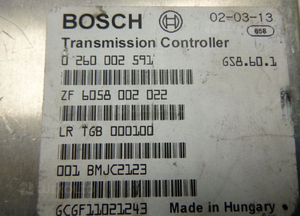 BOSCH 02-03-13
Transmission Controller
0 260 002 591 GS8.60.1
ZF 6058 002 022
LR TGB 000100
001 BMJC2123
Made in Hungary
GCGF11021243